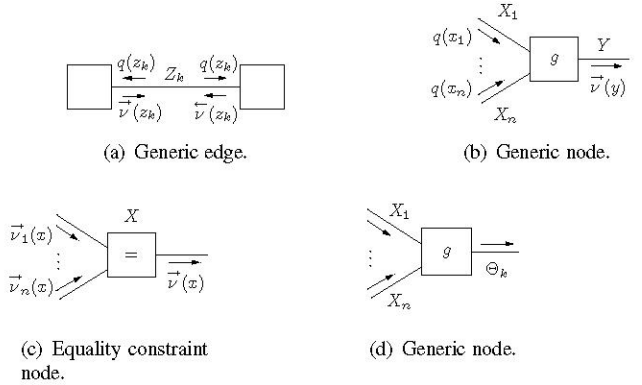 q(z_k) Z_k q(z_k)
ν⃗(z_k) ν⃖(z_k)
(a) Generic edge.
X_1
q(x_1)
⋮
q(x_n)
X_n
g
Y
ν⃗(y)
(b) Generic node.
X
ν⃗_1(x)
⋮
ν⃗_n(x)
=
ν⃗(x)
(c) Equality constraint
node.
X_1
⋮
X_n
g
Θ_k
(d) Generic node.